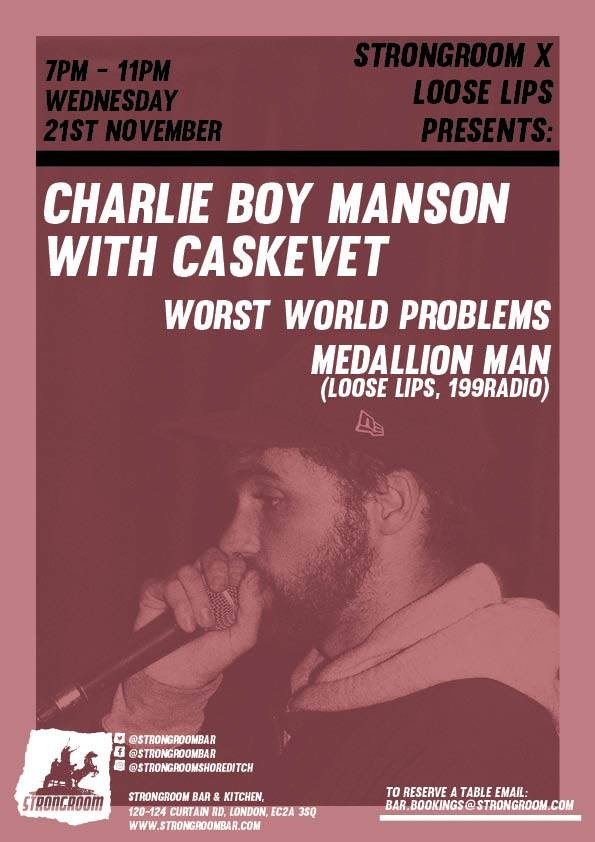 7PM - 11PM
WEDNESDAY
21ST NOVEMBER
STRONGROOM X
LOOSE LIPS
PRESENTS:
CHARLIE BOY MANSON
WITH CASKEVET
WORST WORLD PROBLEMS
MEDALLION MAN
(LOOSE LIPS, 199RADIO)
@STRONGROOMBAR
@STRONGROOMBAR
@STRONGROOMSHOREDITCH
STRONGROOM
STRONGROOM BAR & KITCHEN,
120-124 CURTAIN RD, LONDON, EC2A 3SQ
WWW.STRONGROOMBAR.COM
TO RESERVE A TABLE EMAIL:
BAR.BOOKINGS@STRONGROOM.COM